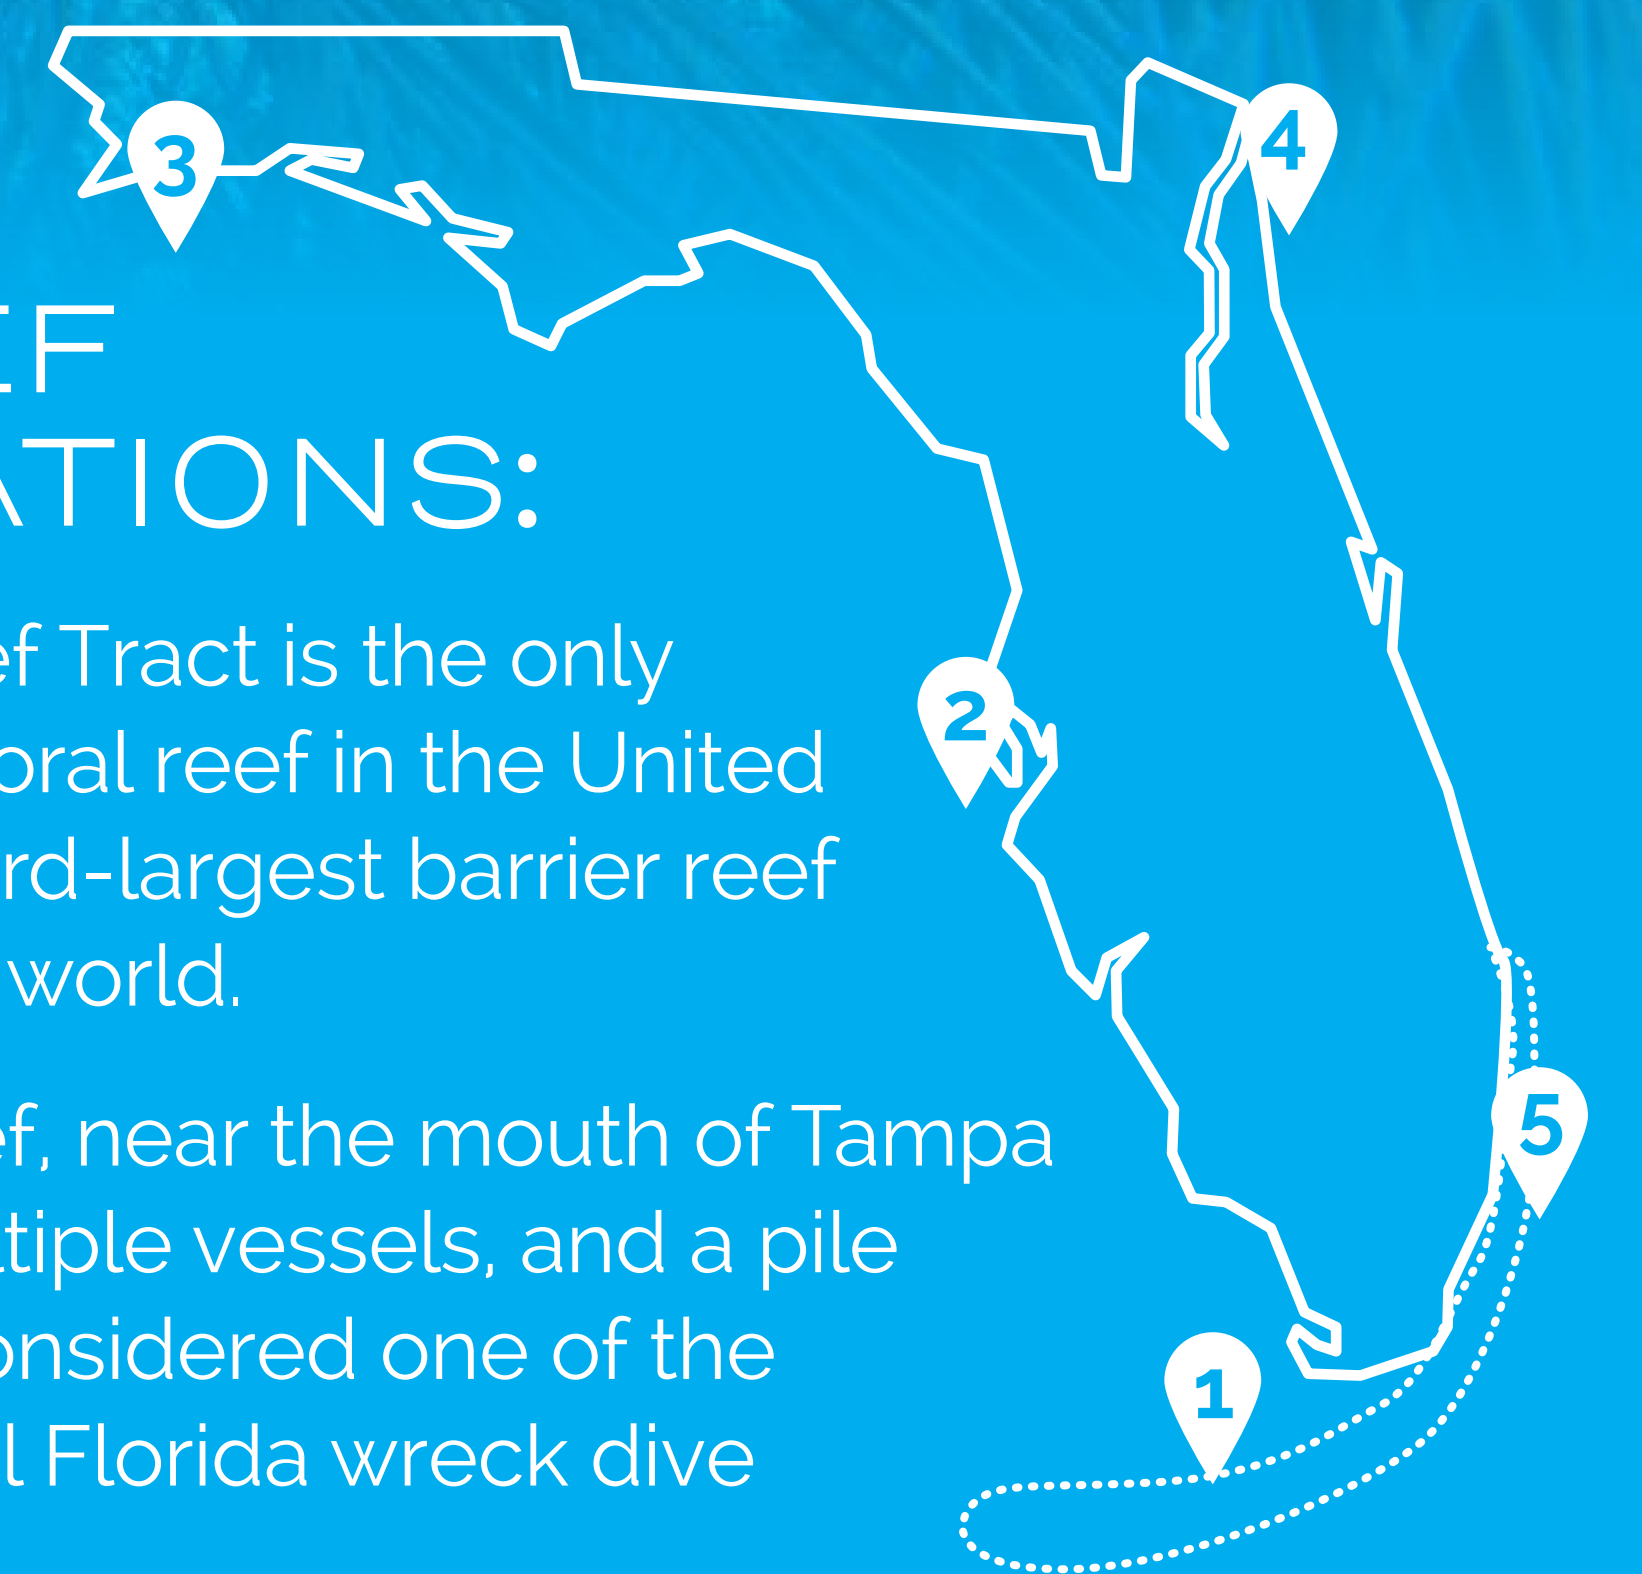 3
4
EF
ATIONS:
ef Tract is the only
oral reef in the United
rd-largest barrier reef
world.
2
ef, near the mouth of Tampa
ltiple vessels, and a pile
onsidered one of the
l Florida wreck dive
5
1